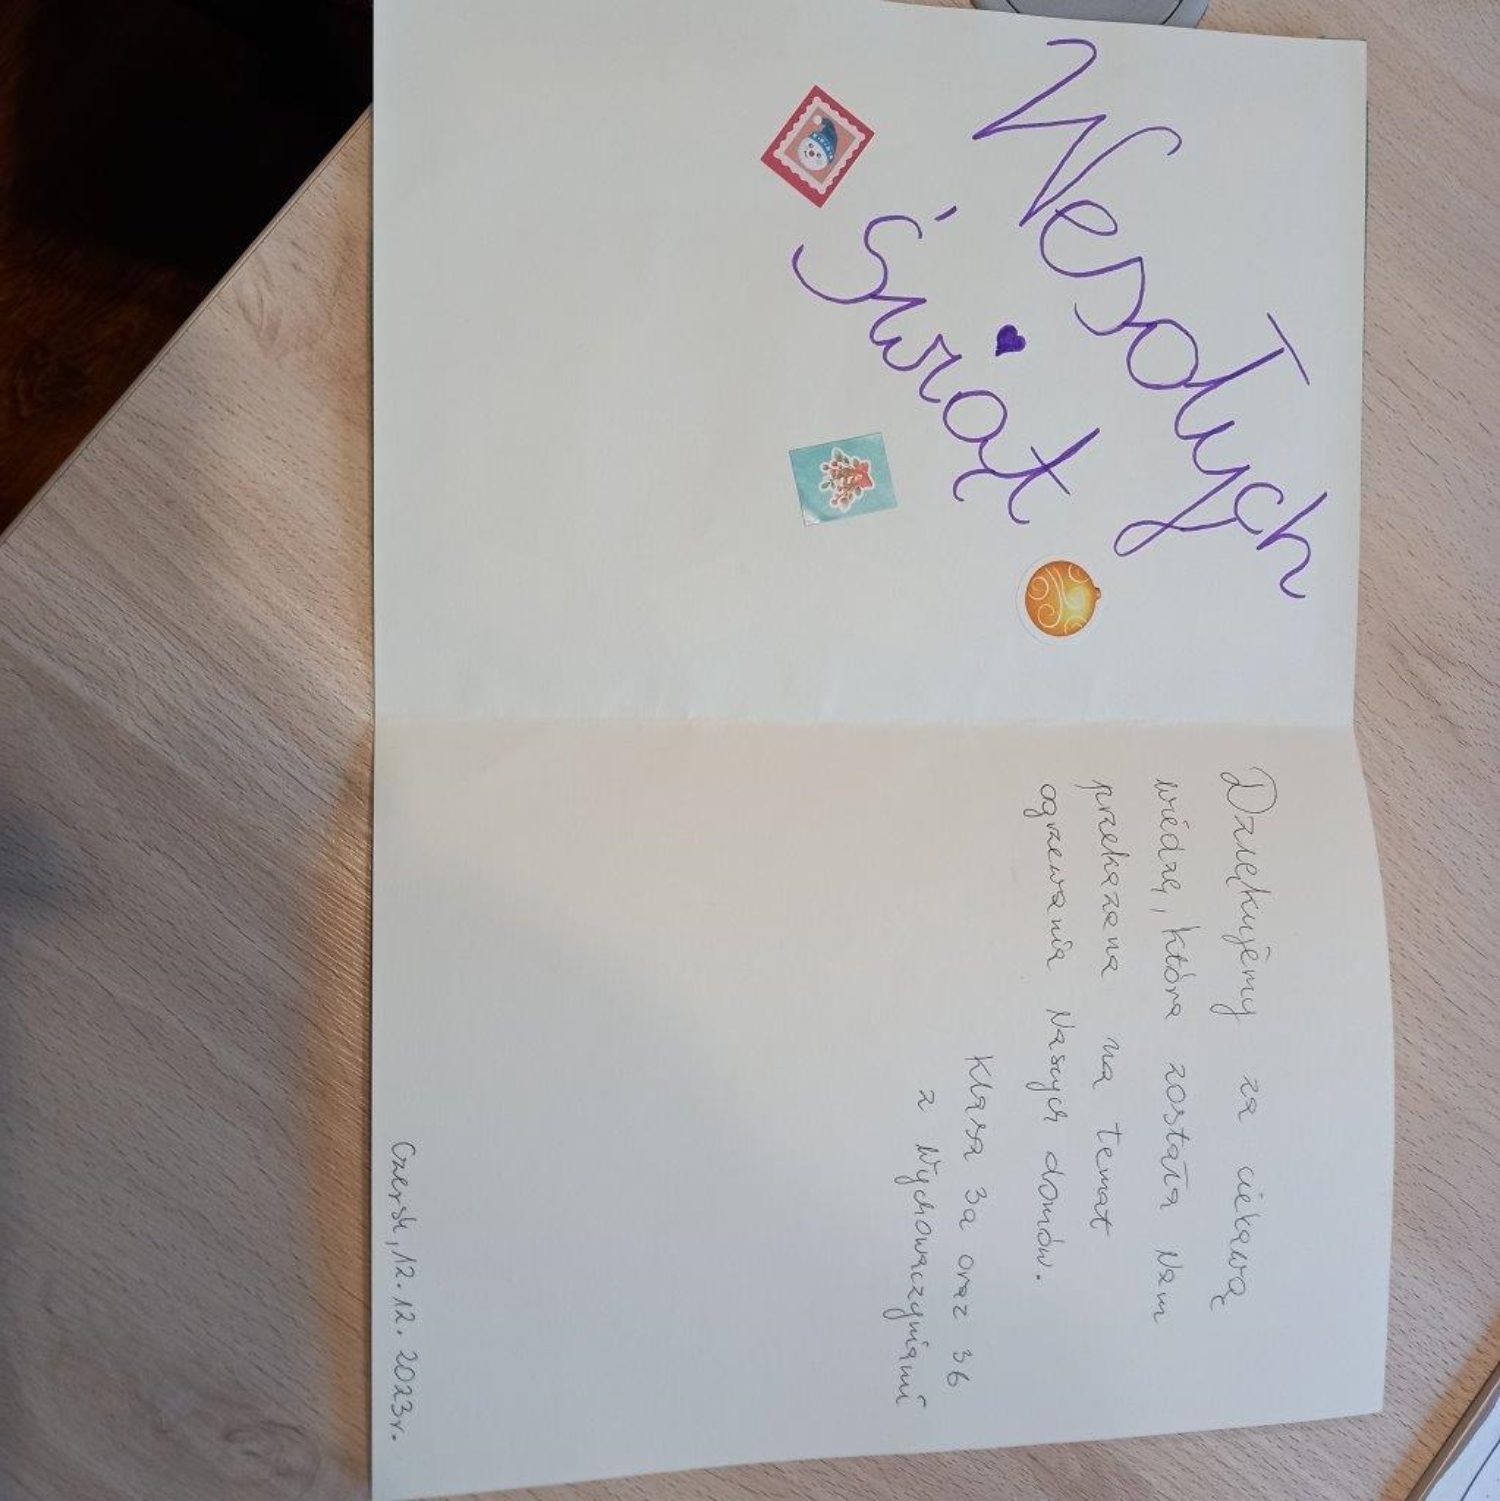 Wesołych
Świąt
Dziękujemy za ciekawą
wiedzę, która została Nam
przekazana na temat
ogrzewania Naszych domów.
Klasa 3a oraz 3b
z Wychowawczyniami
Czersk, 12.12.2023r.